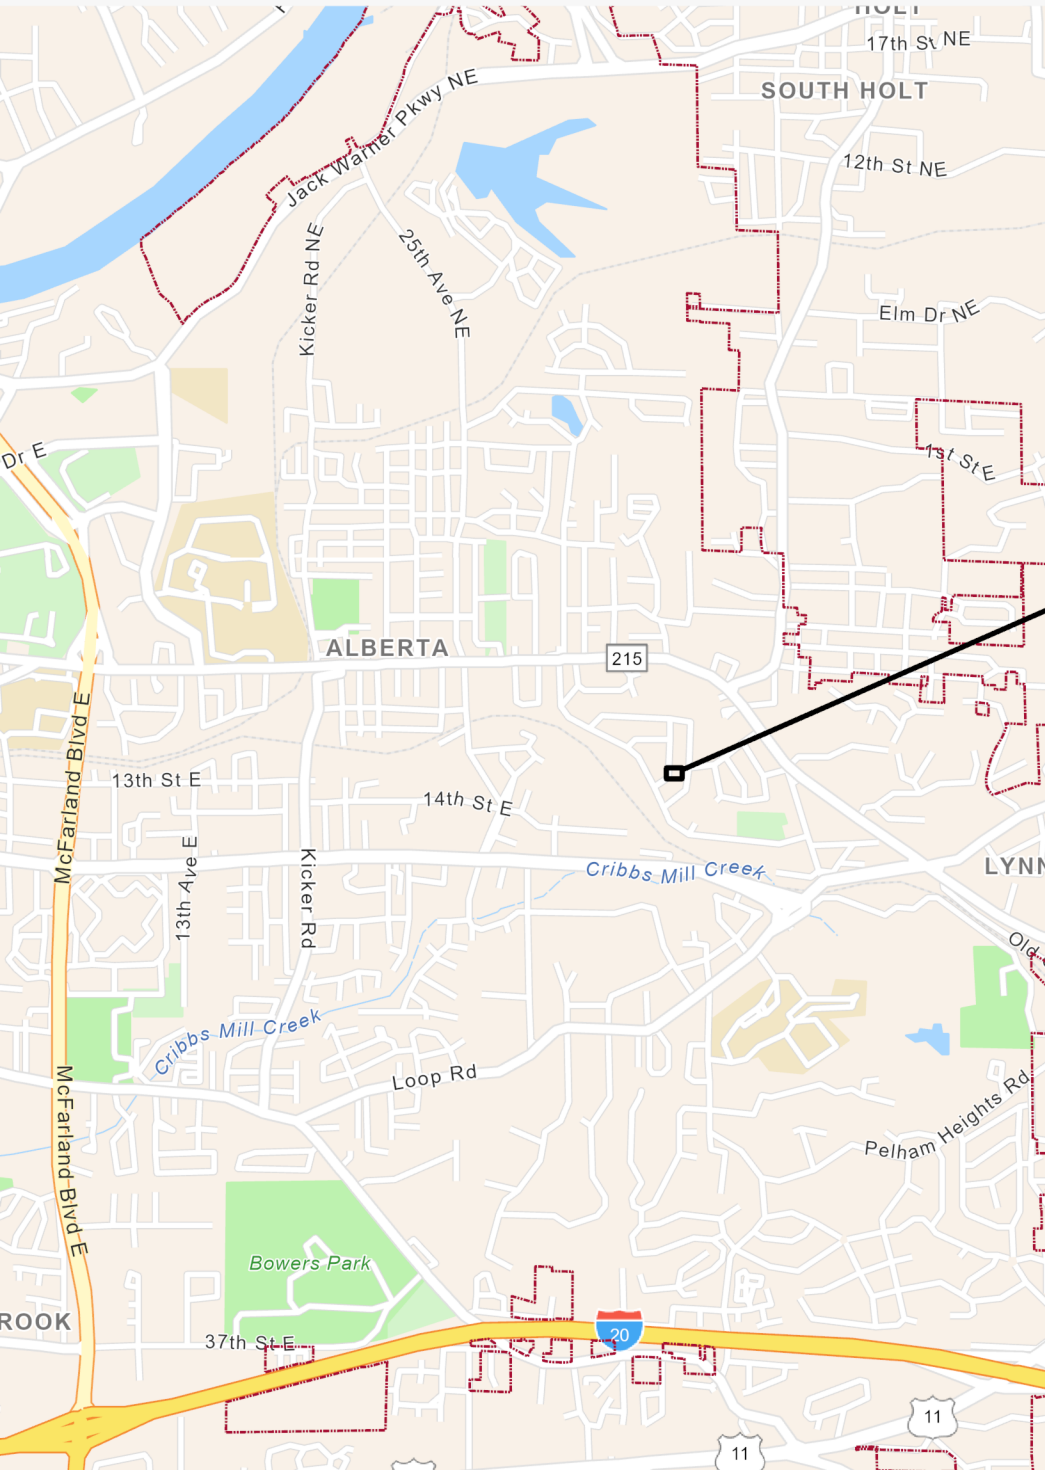 HOLT
17th St NE
SOUTH HOLT
Jack Warner Pkwy NE
12th St NE
Kicker Rd NE
25th Ave NE
Elm Dr NE
Dr E
1st St E
ALBERTA
215
McFarland Blvd E
13th St E
14th St E
13th Ave E
Kicker Rd
Cribbs Mill Creek
LYNN
Old
Cribbs Mill Creek
Loop Rd
McFarland Blvd E
Pelham Heights Rd
Bowers Park
ROOK
37th St E
20
11
11